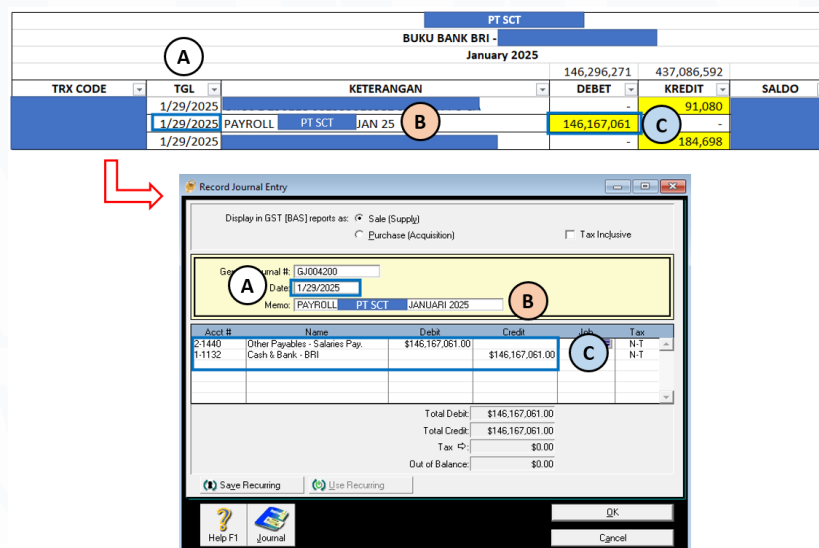 PT SCT
BUKU BANK BRI -
A
January 2025
146,296,271 437,086,592
TRX CODE TGL KETERANGAN DEBET KREDIT SALDO
1/29/2025 - 91,080
1/29/2025 PAYROLL PT SCT JAN 25 B 146,167,061 - C
1/29/2025 - 184,698
Record Journal Entry
Display in GST [BAS] reports as: Sale (Supply)
Purchase (Acquisition) Tax Inclusive
GJ004200
A Date: 1/29/2025
Memo: PAYROLL PT SCT JANUARI 2025 B
Acct # Name Debit Credit Job Tax
2-1440 Other Payables - Salaries Pay. $146,167,061.00 N-T
1-1132 Cash & Bank - BRI $146,167,061.00 C N-T
Total Debit: $146,167,061.00
Total Credit: $146,167,061.00
Tax ⇨: $0.00
Out of Balance: $0.00
Save Recurring Use Recurring
Help F1 Journal OK
Cancel